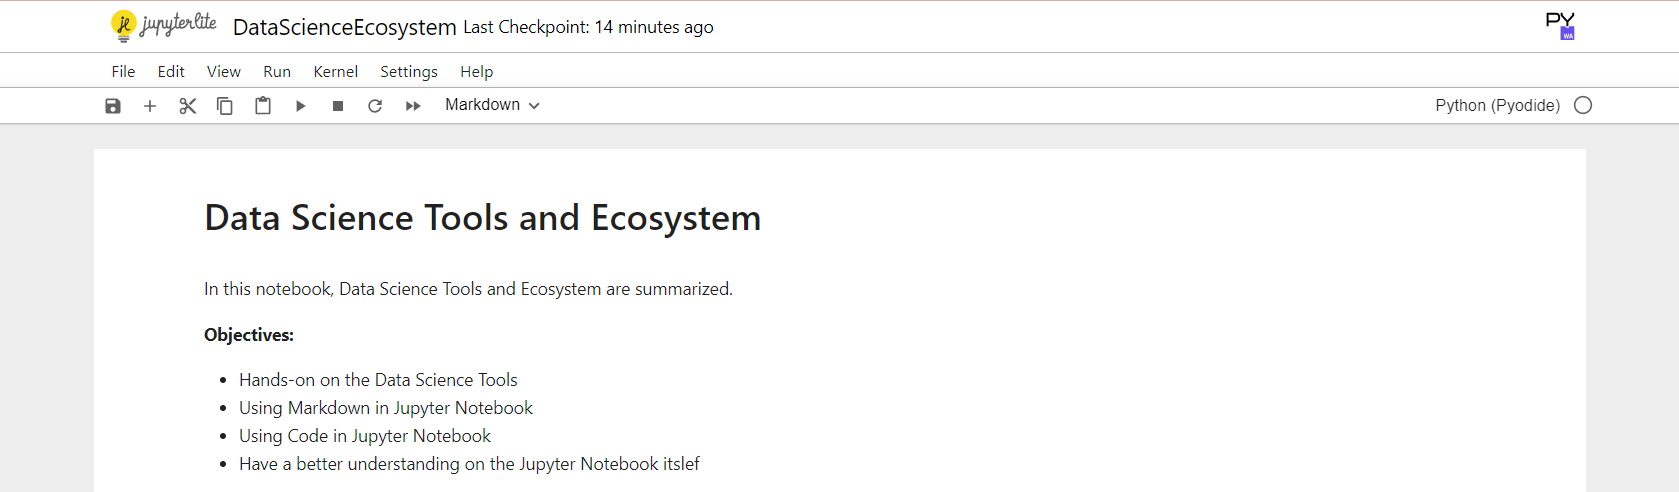 jupyterlite DataScienceEcosystem Last Checkpoint: 14 minutes ago PY WA
File Edit View Run Kernel Settings Help
Markdown Python (Pyodide)
Data Science Tools and Ecosystem
In this notebook, Data Science Tools and Ecosystem are summarized.
Objectives:
Hands-on on the Data Science Tools
Using Markdown in Jupyter Notebook
Using Code in Jupyter Notebook
Have a better understanding on the Jupyter Notebook itslef